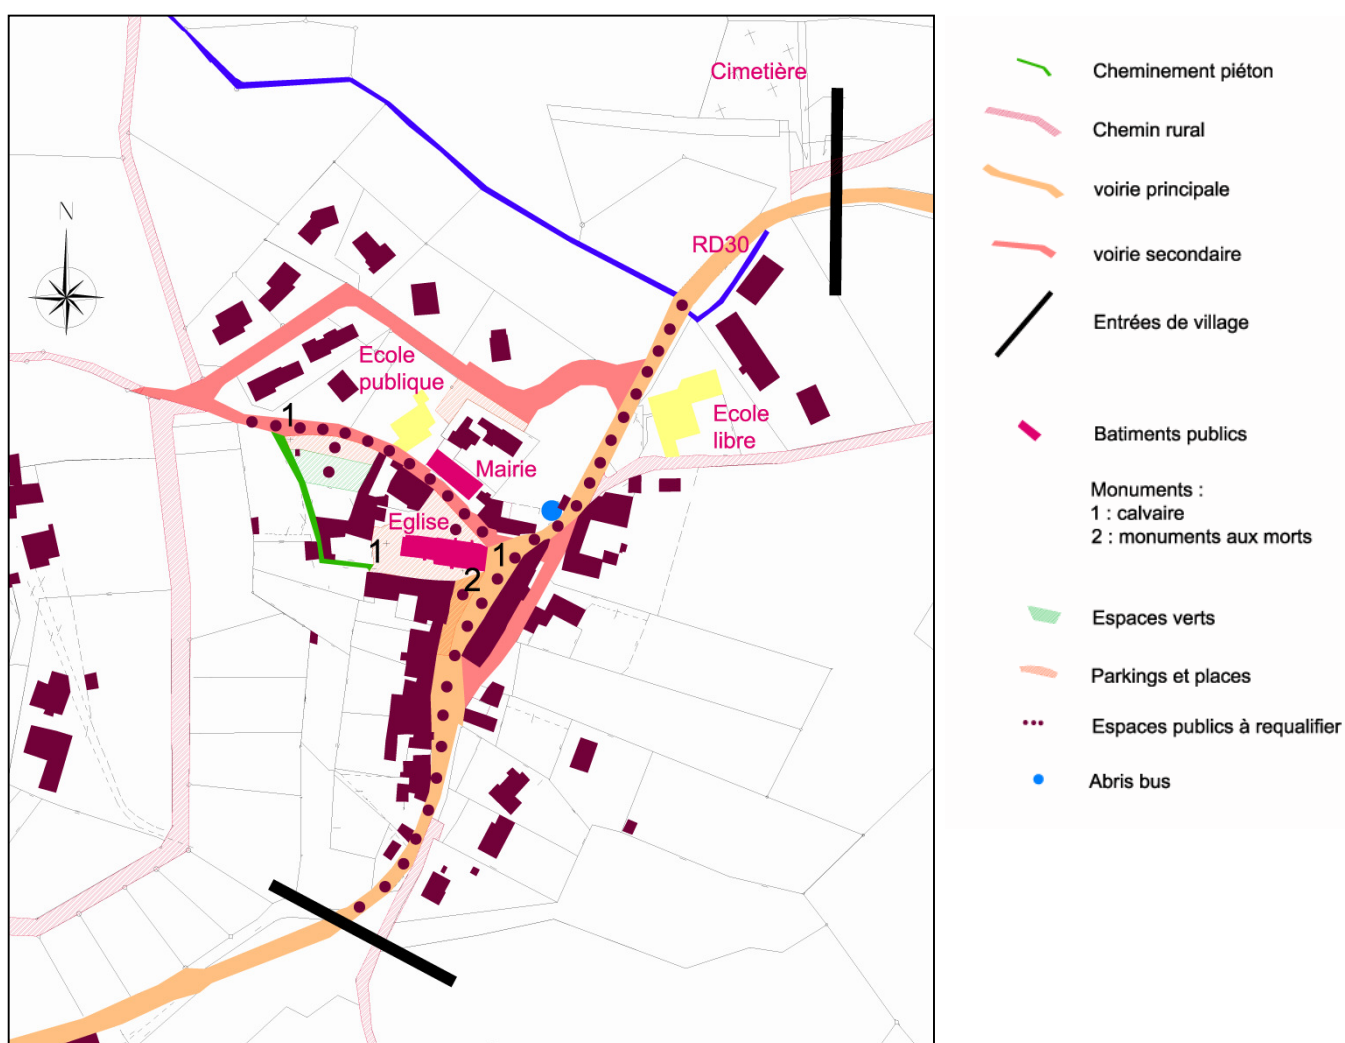 Cimetière
N
RD30
Ecole
publique
1
Ecole
libre
Mairie
Eglise
1
1
2
Cheminement piéton
Chemin rural
voirie principale
voirie secondaire
Entrées de village
Batiments publics
Monuments :
1 : calvaire
2 : monuments aux morts
Espaces verts
Parkings et places
Espaces publics à requalifier
Abris bus